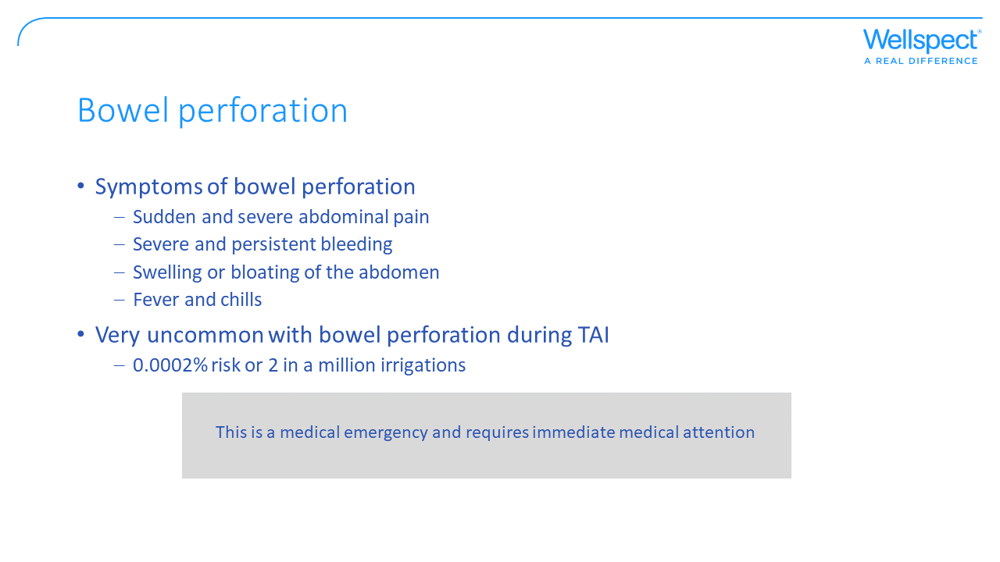 Wellspect®
A REAL DIFFERENCE
Bowel perforation
• Symptoms of bowel perforation
– Sudden and severe abdominal pain
– Severe and persistent bleeding
– Swelling or bloating of the abdomen
– Fever and chills
• Very uncommon with bowel perforation during TAI
– 0.0002% risk or 2 in a million irrigations
This is a medical emergency and requires immediate medical attention